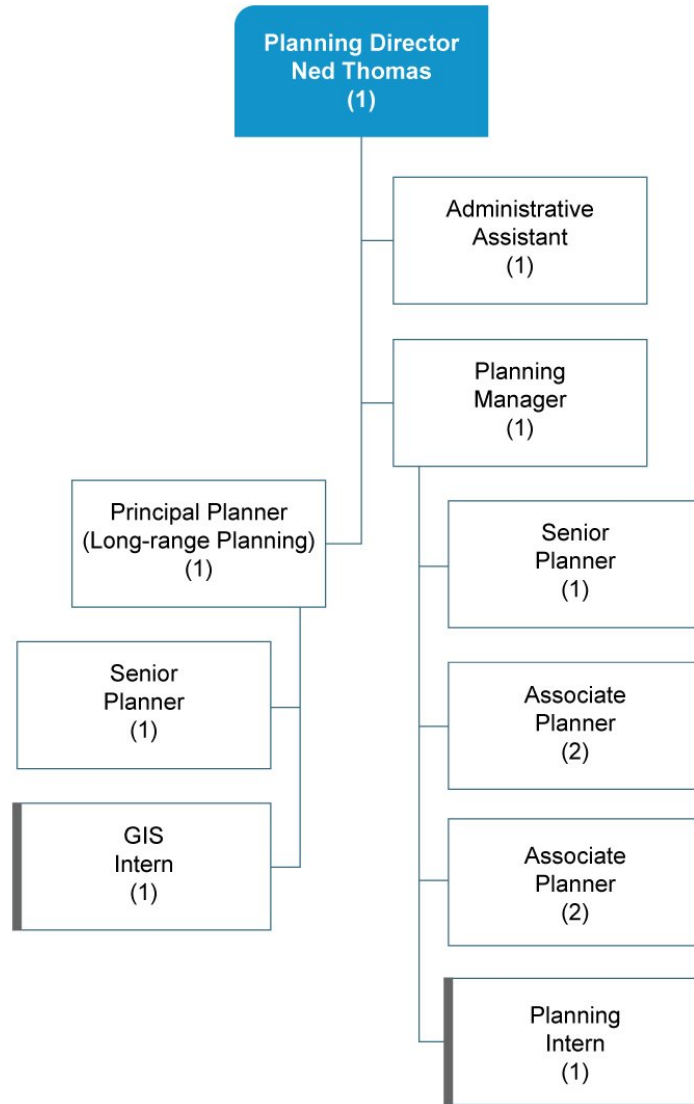 Planning Director
Ned Thomas
(1)
Administrative
Assistant
(1)
Planning
Manager
(1)
Principal Planner
(Long-range Planning)
(1)
Senior
Planner
(1)
GIS
Intern
(1)
Senior
Planner
(1)
Associate
Planner
(2)
Associate
Planner
(2)
Planning
Intern
(1)